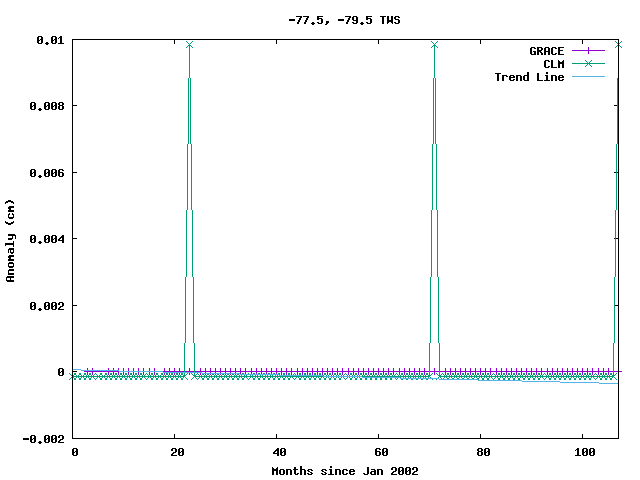 -77.5, -79.5 TWS
0.01
GRACE
CLM
Trend Line
0.008
0.006
0.004
0.002
0
-0.002
Anomaly (cm)
0 20 40 60 80 100
Months since Jan 2002